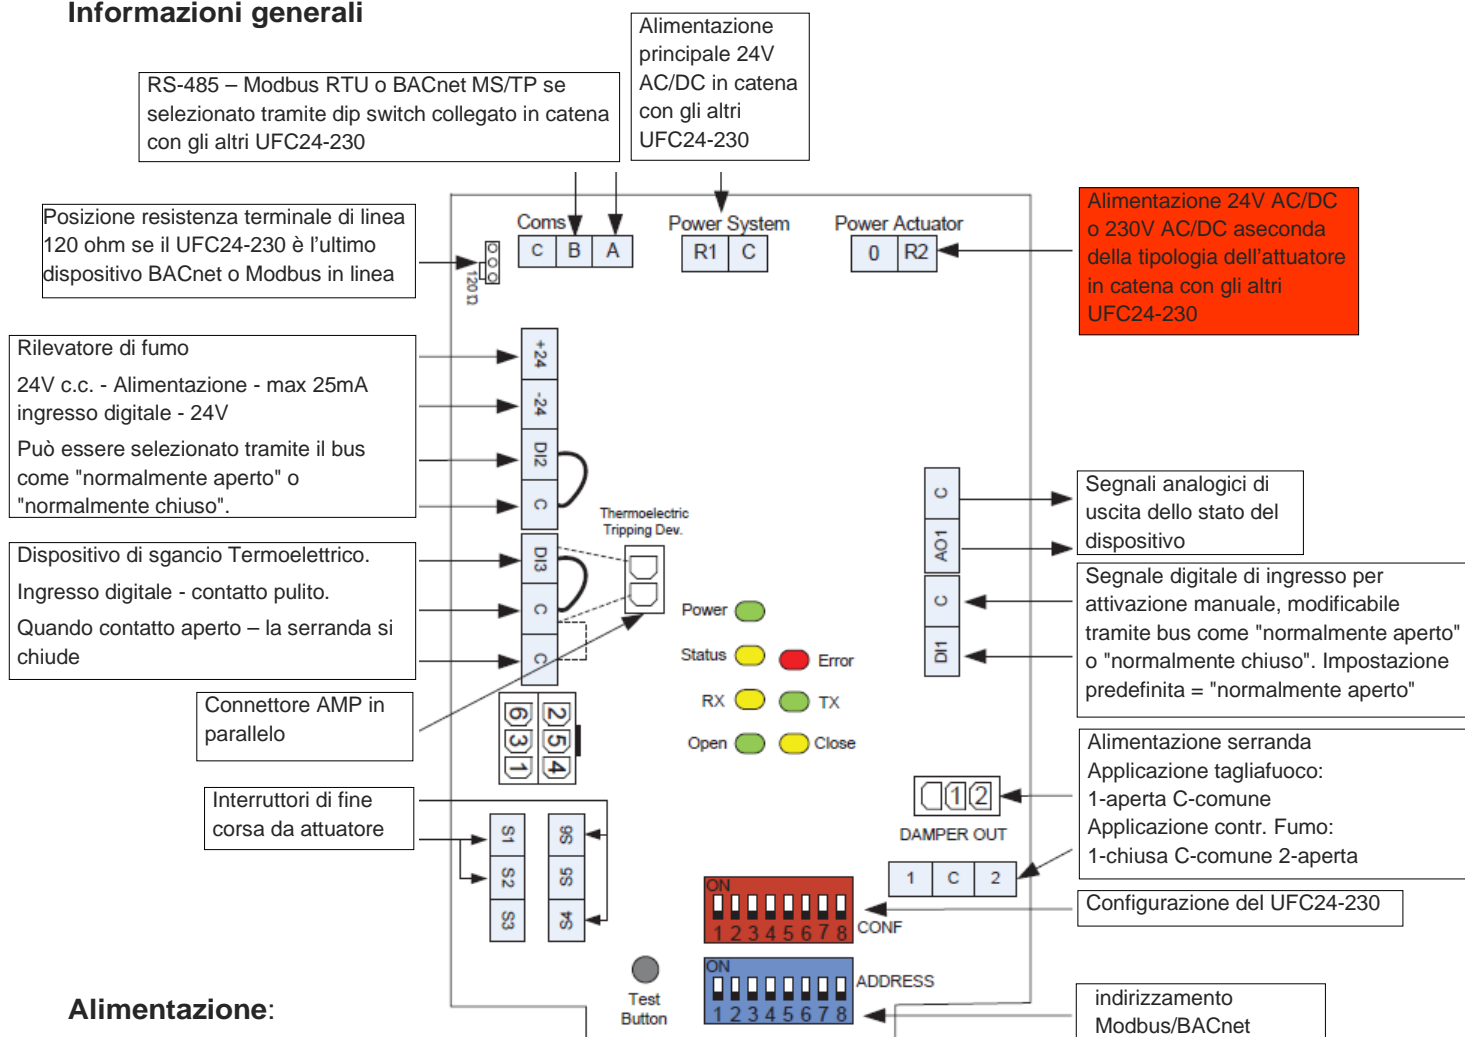 Informazioni generali
Alimentazione
principale 24V
AC/DC in catena
con gli altri
UFC24-230
RS-485 – Modbus RTU o BACnet MS/TP se
selezionato tramite dip switch collegato in catena
con gli altri UFC24-230
Posizione resistenza terminale di linea
120 ohm se il UFC24-230 è l'ultimo
dispositivo BACnet o Modbus in linea
Coms
C B A
120 Ω
Power System
R1 C
Power Actuator
0 R2
Alimentazione 24V AC/DC
o 230V AC/DC aseconda
della tipologia dell'attuatore
in catena con gli altri
UFC24-230
Rilevatore di fumo
24V c.c. - Alimentazione - max 25mA
ingresso digitale - 24V
Può essere selezionato tramite il bus
come "normalmente aperto" o
"normalmente chiuso".
+24
-24
DI2
C
Dispositivo di sgancio Termoelettrico.
Ingresso digitale - contatto pulito.
Quando contatto aperto – la serranda si
chiude
DI3
C
C
Thermoelectric
Tripping Dev.
Connettore AMP in
parallelo
6 2
3 5
1 4
Interruttori di fine
corsa da attuatore
S1 S6
S2 S5
S3 S4
Power
Status
Error
RX
TX
Open
Close
C
AO1
C
DI1
Segnali analogici di
uscita dello stato del
dispositivo
Segnale digitale di ingresso per
attivazione manuale, modificabile
tramite bus come "normalmente aperto"
o "normalmente chiuso". Impostazione
predefinita = "normalmente aperto"
1 2
DAMPER OUT
1 C 2
Alimentazione serranda
Applicazione tagliafuoco:
1-aperta C-comune
Applicazione contr. Fumo:
1-chiusa C-comune 2-aperta
ON
1 2 3 4 5 6 7 8
CONF
Configurazione del UFC24-230
ON
1 2 3 4 5 6 7 8
ADDRESS
indirizzamento
Modbus/BACnet
Test
Button
Alimentazione: